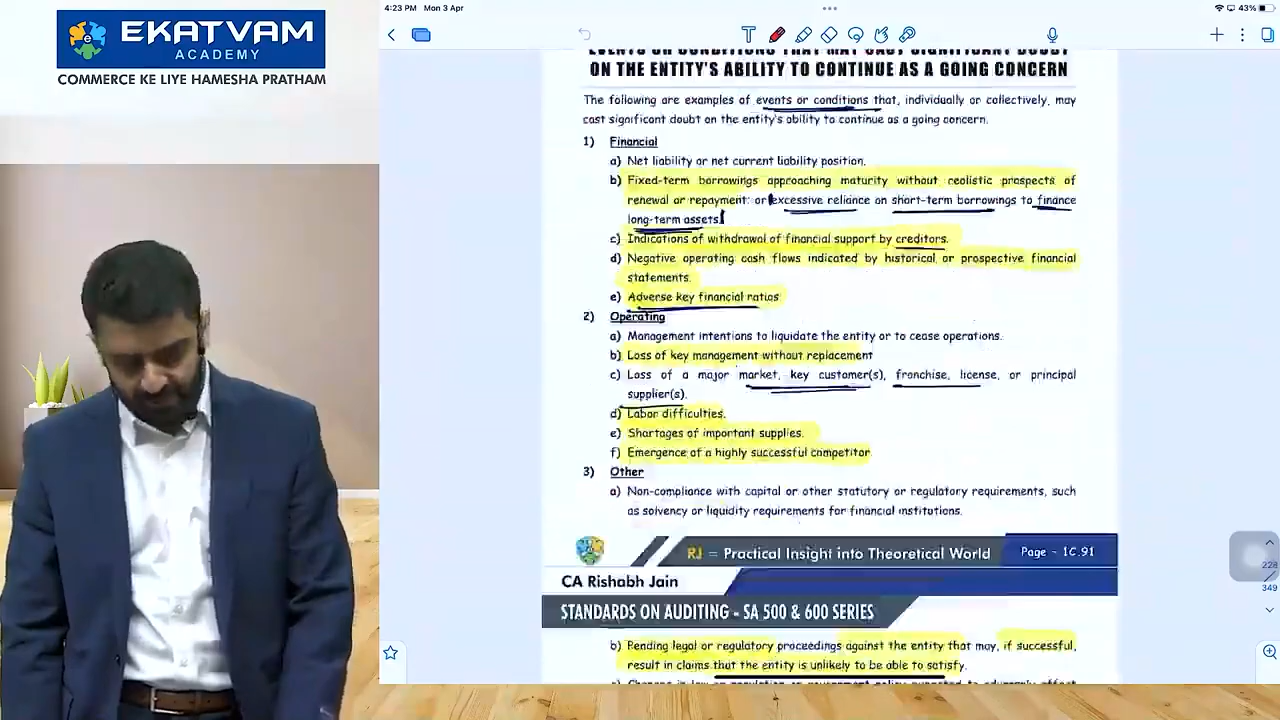 4:23 PM Mon 3 Apr
43%
EKATVAM
ACADEMY
COMMERCE KE LIYE HAMESHA PRATHAM
EVENTS OR CONDITIONS THAT MAY CAST SIGNIFICANT DOUBT
ON THE ENTITY'S ABILITY TO CONTINUE AS A GOING CONCERN
The following are examples of events or conditions that, individually or collectively, may
cast significant doubt on the entity's ability to continue as a going concern.
1) Financial
a) Net liability or net current liability position.
b) Fixed-term borrowings approaching maturity without realistic prospects of
renewal or repayment: or excessive reliance on short-term borrowings to finance
long-term assets.
c) Indications of withdrawal of financial support by creditors.
d) Negative operating cash flows indicated by historical or prospective financial
statements.
e) Adverse key financial ratios
2) Operating
a) Management intentions to liquidate the entity or to cease operations.
b) Loss of key management without replacement
c) Loss of a major market, key customer(s), franchise, license, or principal
supplier(s).
d) Labor difficulties.
e) Shortages of important supplies.
f) Emergence of a highly successful competitor
3) Other
a) Non-compliance with capital or other statutory or regulatory requirements, such
as solvency or liquidity requirements for financial institutions.
RJ = Practical Insight into Theoretical World
Page - 1C.91
CA Rishabh Jain
STANDARDS ON AUDITING - SA 500 & 600 SERIES
b) Pending legal or regulatory proceedings against the entity that may, if successful,
result in claims that the entity is unlikely to be able to satisfy.
228
349